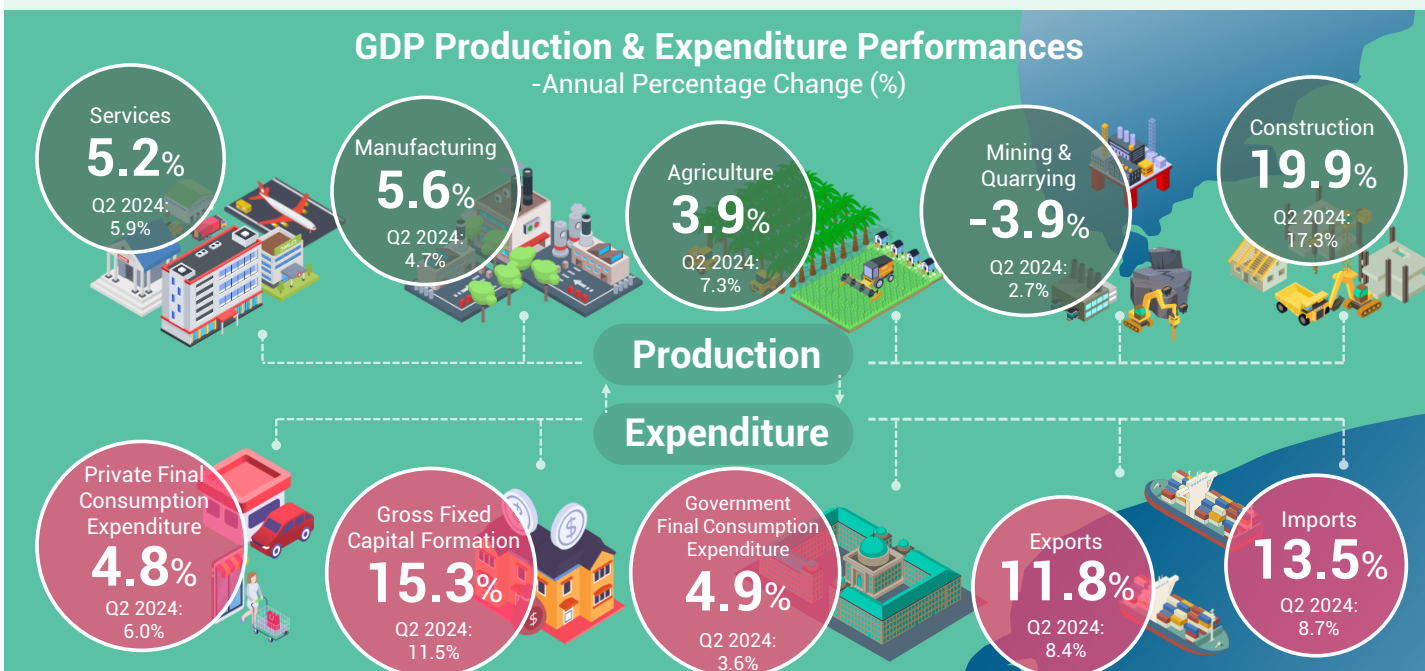 GDP Production & Expenditure Performances
-Annual Percentage Change (%)
Services
5.2%
Q2 2024:
5.9%
Manufacturing
5.6%
Q2 2024:
4.7%
Agriculture
3.9%
Q2 2024:
7.3%
Mining &
Quarrying
-3.9%
Q2 2024:
2.7%
Construction
19.9%
Q2 2024:
17.3%
Production
Expenditure
Private Final
Consumption
Expenditure
4.8%
Q2 2024:
6.0%
Gross Fixed
Capital Formation
15.3%
Q2 2024:
11.5%
Government
Final Consumption
Expenditure
4.9%
Q2 2024:
3.6%
Exports
11.8%
Q2 2024:
8.4%
Imports
13.5%
Q2 2024:
8.7%